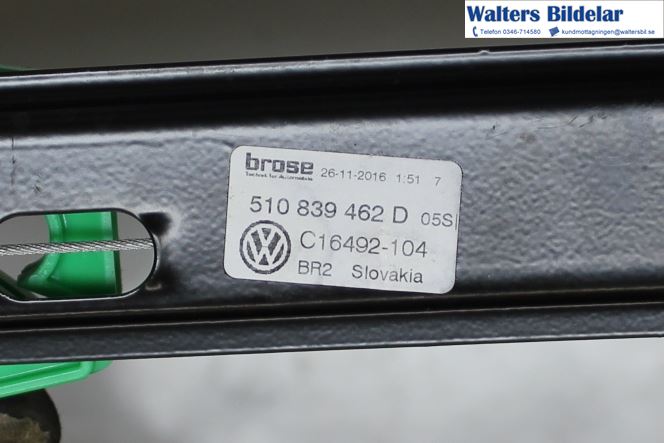 Walters Bildelar
Telefon 0346-714580 kundmottagningen@waltersbil.se
brose 26-11-2016 1:51 7
Technik für Automobile
510 839 462 D 05S
VW C16492-104
BR2 Slovakia